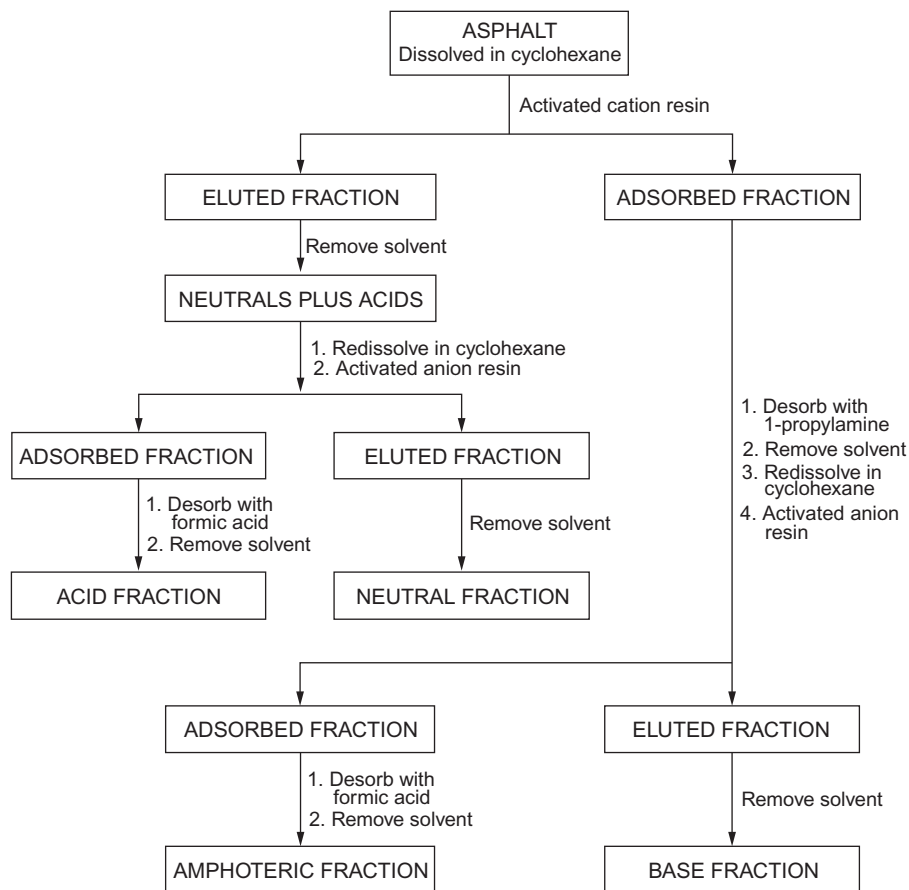 ASPHALT
Dissolved in cyclohexane
Activated cation resin
ELUTED FRACTION
ADSORBED FRACTION
Remove solvent
NEUTRALS PLUS ACIDS
1. Redissolve in cyclohexane
2. Activated anion resin
ADSORBED FRACTION
ELUTED FRACTION
1. Desorb with
formic acid
2. Remove solvent
Remove solvent
1. Desorb with
1-propylamine
2. Remove solvent
3. Redissolve in
cyclohexane
4. Activated anion
resin
ACID FRACTION
NEUTRAL FRACTION
ADSORBED FRACTION
ELUTED FRACTION
1. Desorb with
formic acid
2. Remove solvent
Remove solvent
AMPHOTERIC FRACTION
BASE FRACTION